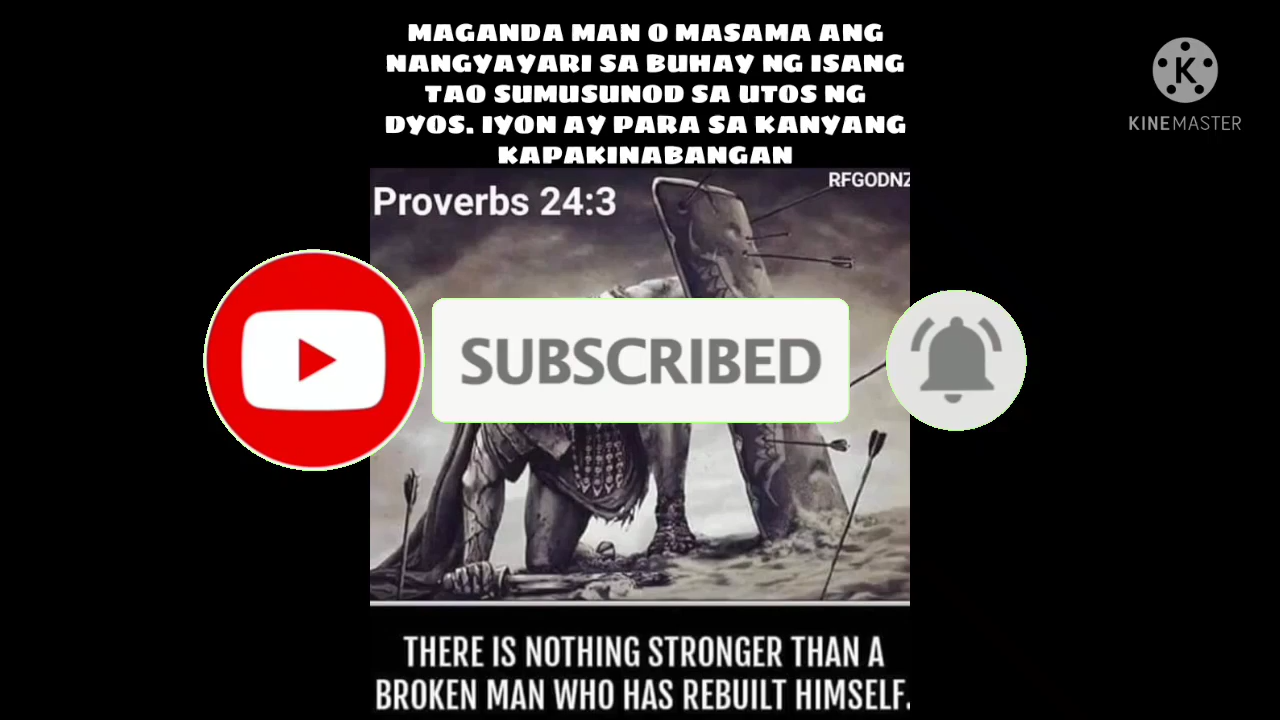 MAGANDA MAN O MASAMA ANG
NANGYAYARI SA BUHAY NG ISANG
TAO SUMUSUNOD SA UTOS NG
DYOS. IYON AY PARA SA KANYANG
KAPAKINABANGAN
K
KINEMASTER
RFGODNZ
Proverbs 24:3
SUBSCRIBED
THERE IS NOTHING STRONGER THAN A
BROKEN MAN WHO HAS REBUILT HIMSELF.